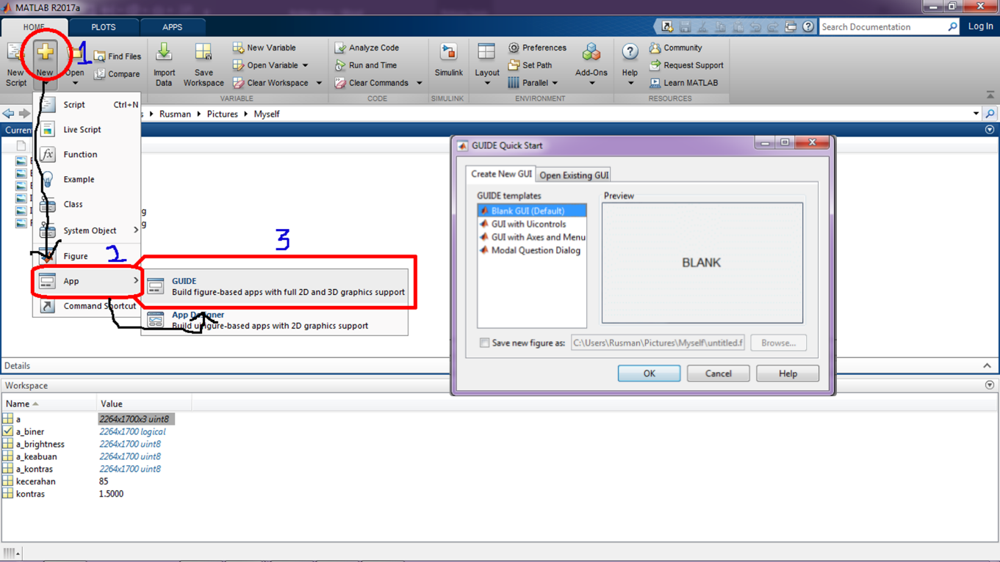 MATLAB R2017a
HOME PLOTS APPS
Search Documentation Log In
1
New Script
New
Open
Find Files
Compare
Import Data
Save Workspace
New Variable
Open Variable
Clear Workspace
VARIABLE
Analyze Code
Run and Time
Clear Commands
CODE
Simulink
SIMULINK
Layout
Preferences
Set Path
Parallel
Add-Ons
ENVIRONMENT
Help
Community
Request Support
Learn MATLAB
RESOURCES
Rusman Pictures Myself
Script Ctrl+N
Live Script
Function
Example
Class
System Object
Figure
2
App
Command Shortcut
3
GUIDE
Build figure-based apps with full 2D and 3D graphics support
App Designer
Build uifigure-based apps with 2D graphics support
GUIDE Quick Start
Create New GUI Open Existing GUI
GUIDE templates
Blank GUI (Default)
GUI with Uicontrols
GUI with Axes and Menu
Modal Question Dialog
Preview
BLANK
Save new figure as: C:\Users\Rusman\Pictures\Myself\untitled.f Browse...
OK Cancel Help
Details
Workspace
Name Value
a 2264x1700x3 uint8
a_biner 2264x1700 logical
a_brightness 2264x1700 uint8
a_keabuan 2264x1700 uint8
a_kontras 2264x1700 uint8
kecerahan 85
kontras 1.5000